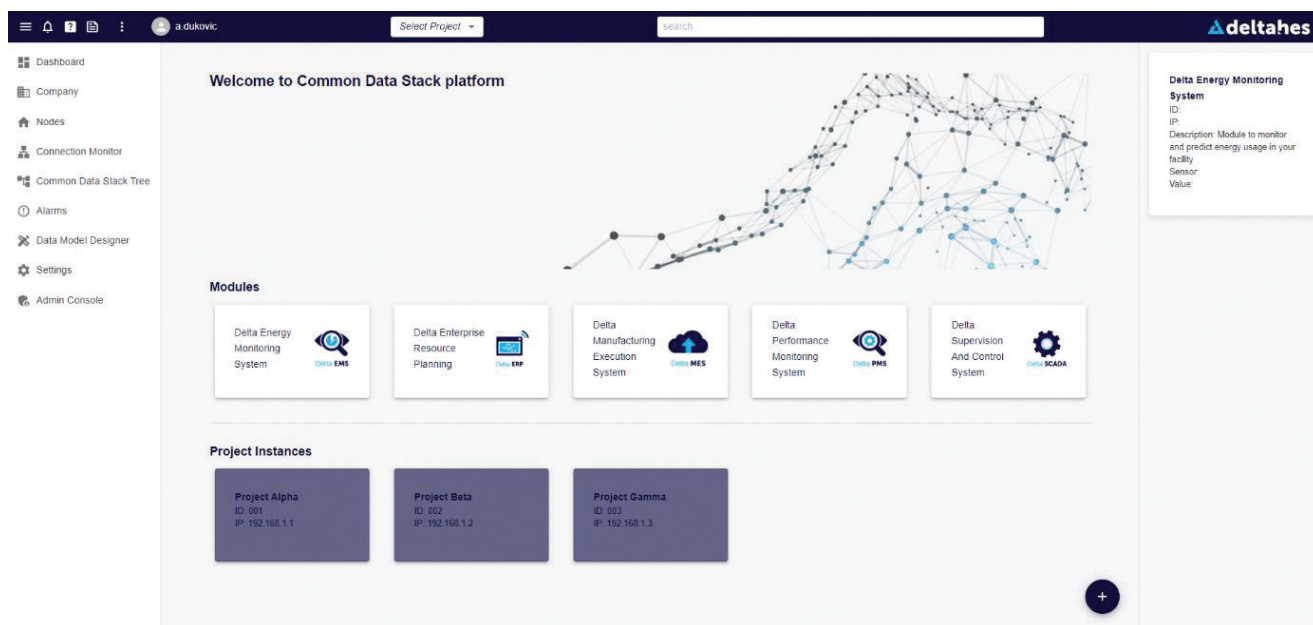 a.dukovic
Select Project
search
deltahes
Dashboard
Company
Nodes
Connection Monitor
Common Data Stack Tree
Alarms
Data Model Designer
Settings
Admin Console
Welcome to Common Data Stack platform
Modules
Delta Energy
Monitoring
System
Delta EMS
Delta Enterprise
Resource
Planning
Delta ERP
Delta
Manufacturing
Execution
System
Delta MES
Delta
Performance
Monitoring
System
Delta PMS
Delta
Supervision
And Control
System
Delta SCADA
Project Instances
Project Alpha
ID: 001
IP: 192.168.1.1
Project Beta
ID: 002
IP: 192.168.1.2
Project Gamma
ID: 003
IP: 192.168.1.3
+
Delta Energy Monitoring
System
ID:
IP:
Description: Module to monitor
and predict energy usage in your
facility
Sensor:
Value: